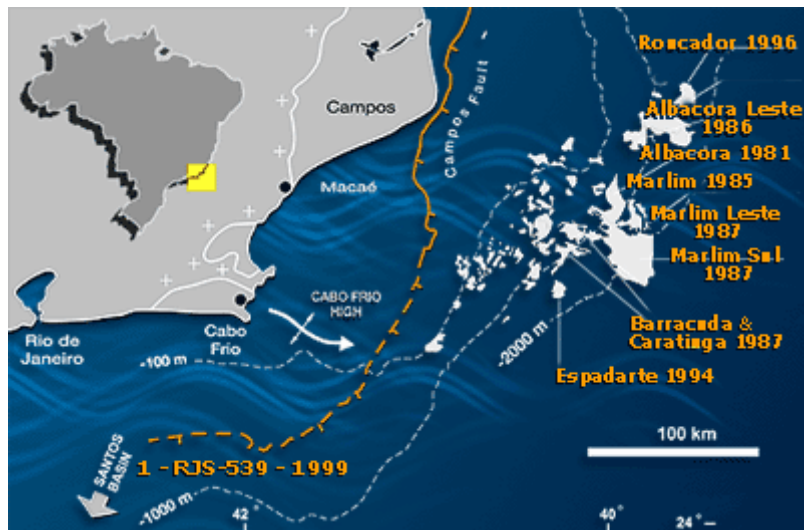 Roncador 1996
Albacora Leste
1986
Albacora 1981
Marlim 1985
Marlim Leste
1987
Marlim Sul
1987
Barracuda &
Caratinga 1987
Espadarte 1994
Campos
Campos Fault
Macaé
CABO FRIO
HIGH
Rio de
Janeiro
Cabo
Frio
-100 m
-2000 m
100 km
SANTOS
BASIN
1 - RJS-539 - 1999
-1000 m
42°
40°
24°